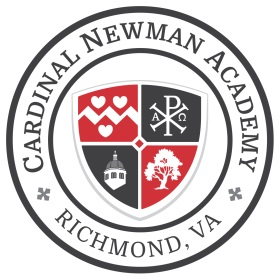 CARDINAL NEWMAN ACADEMY
Α Ω
RICHMOND, VA